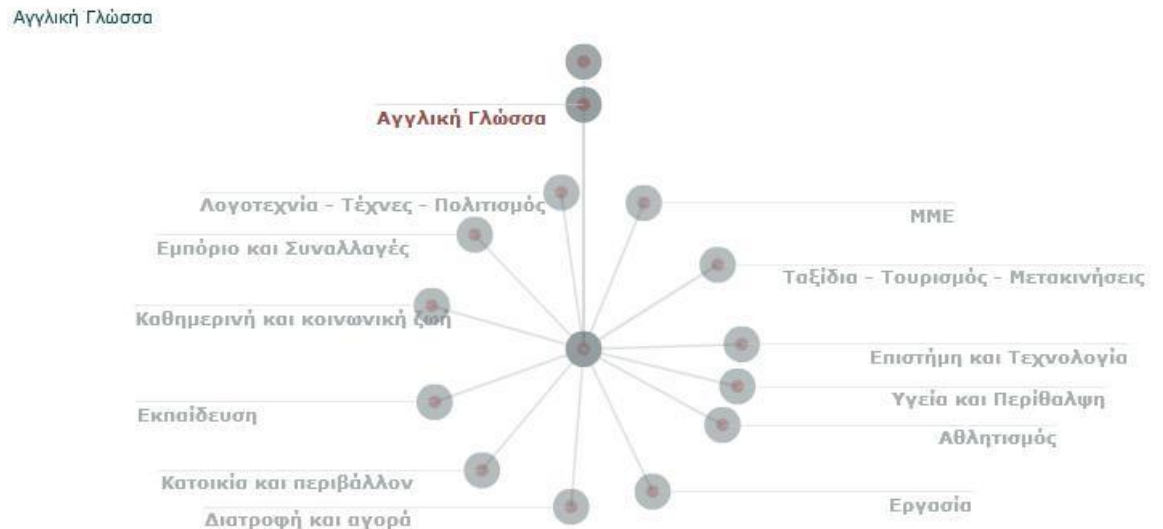 Αγγλική Γλώσσα
Αγγλική Γλώσσα
Λογοτεχνία - Τέχνες - Πολιτισμός
ΜΜΕ
Εμπόριο και Συναλλαγές
Ταξίδια - Τουρισμός - Μετακινήσεις
Καθημερινή και κοινωνική ζωή
Επιστήμη και Τεχνολογία
Υγεία και Περίθαλψη
Εκπαίδευση
Αθλητισμός
Κατοικία και περιβάλλον
Εργασία
Διατροφή και αγορά